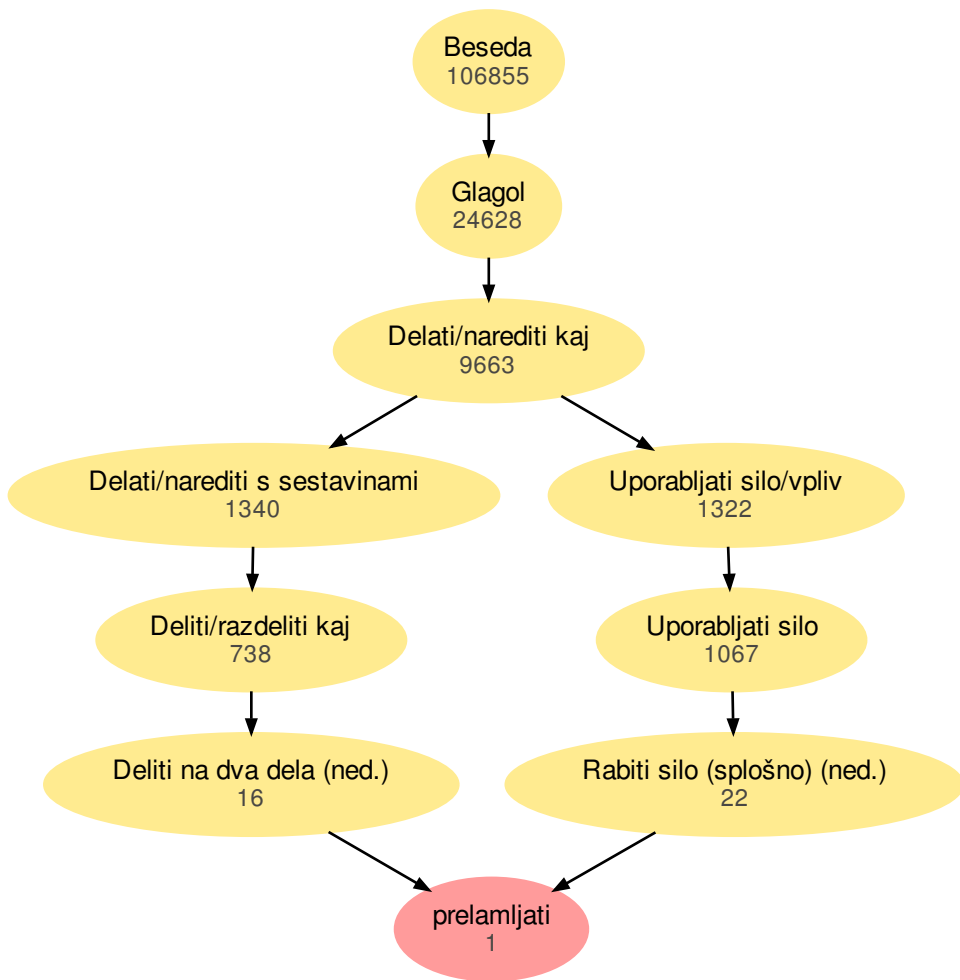 Beseda
106855
Glagol
24628
Delati/narediti kaj
9663
Delati/narediti s sestavinami
1340
Uporabljati silo/vpliv
1322
Deliti/razdeliti kaj
738
Uporabljati silo
1067
Deliti na dva dela (ned.)
16
Rabiti silo (splošno) (ned.)
22
prelamljati
1